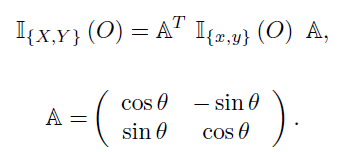 𝕀_{X,Y} (O) = 𝔸^T 𝕀_{x,y} (O) 𝔸,
𝔸 = ( cos θ − sin θ
sin θ cos θ ) .